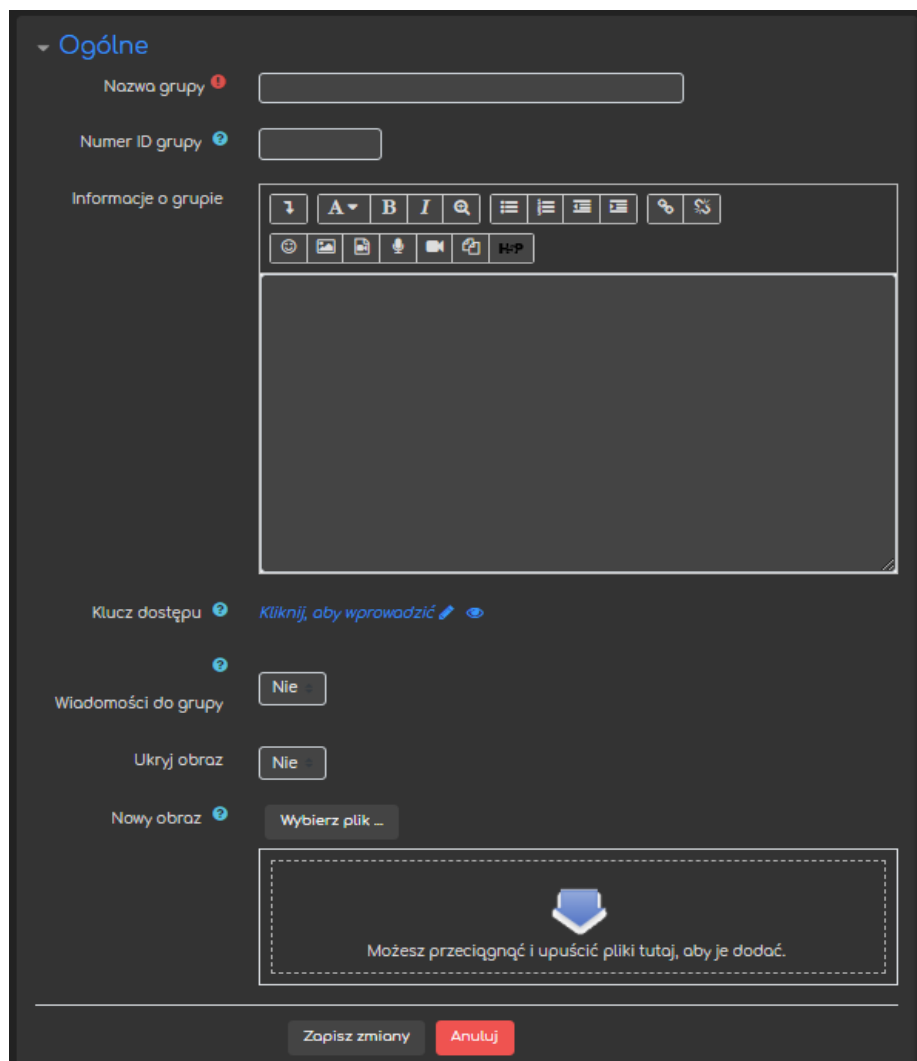 Ogólne
Nazwa grupy
Numer ID grupy
Informacje o grupie
A B I
H5P
Klucz dostępu Kliknij, aby wprowadzić
Wiadomości do grupy Nie
Ukryj obraz Nie
Nowy obraz Wybierz plik ...
Możesz przeciągnąć i upuścić pliki tutaj, aby je dodać.
Zapisz zmiany Anuluj